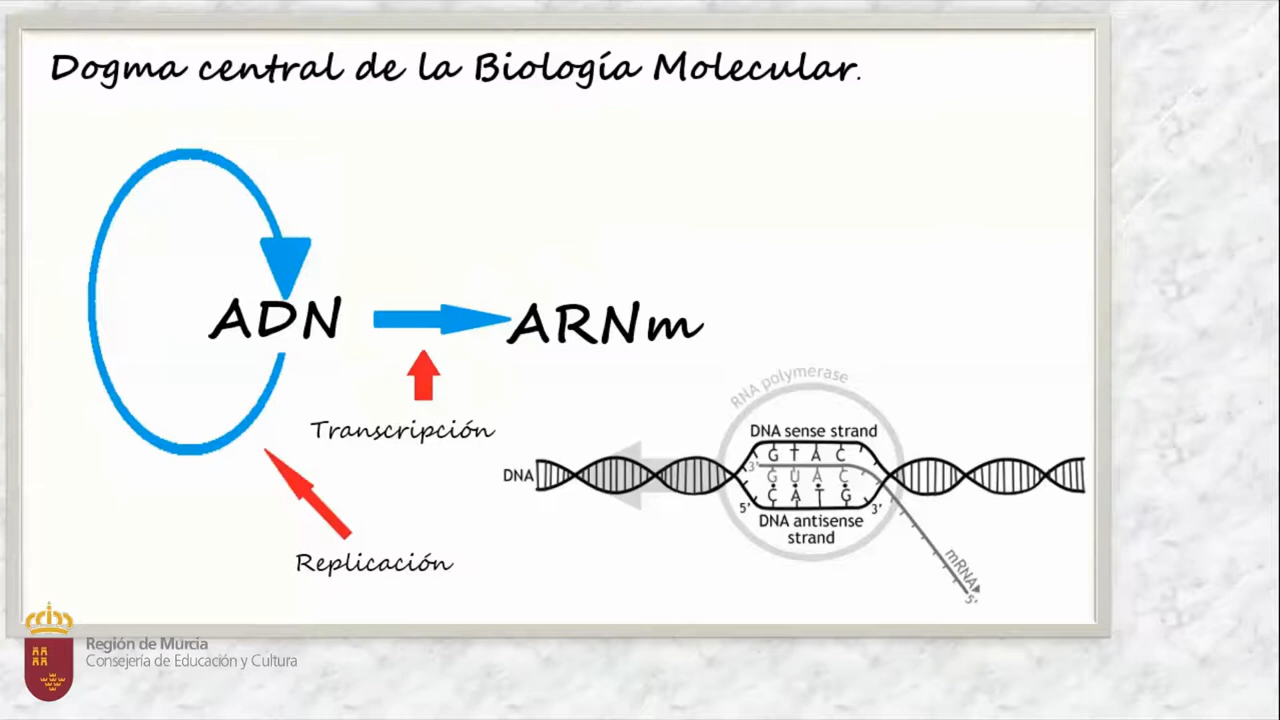 Dogma central de la Biología Molecular.
ADN
ARNm
Transcripción
Replicación
RNA polymerase
DNA sense strand
G T A C
3'
G U A C
C A T G
5'
3'
DNA antisense
strand
DNA
mRNA
5'
Región de Murcia
Consejería de Educación y Cultura